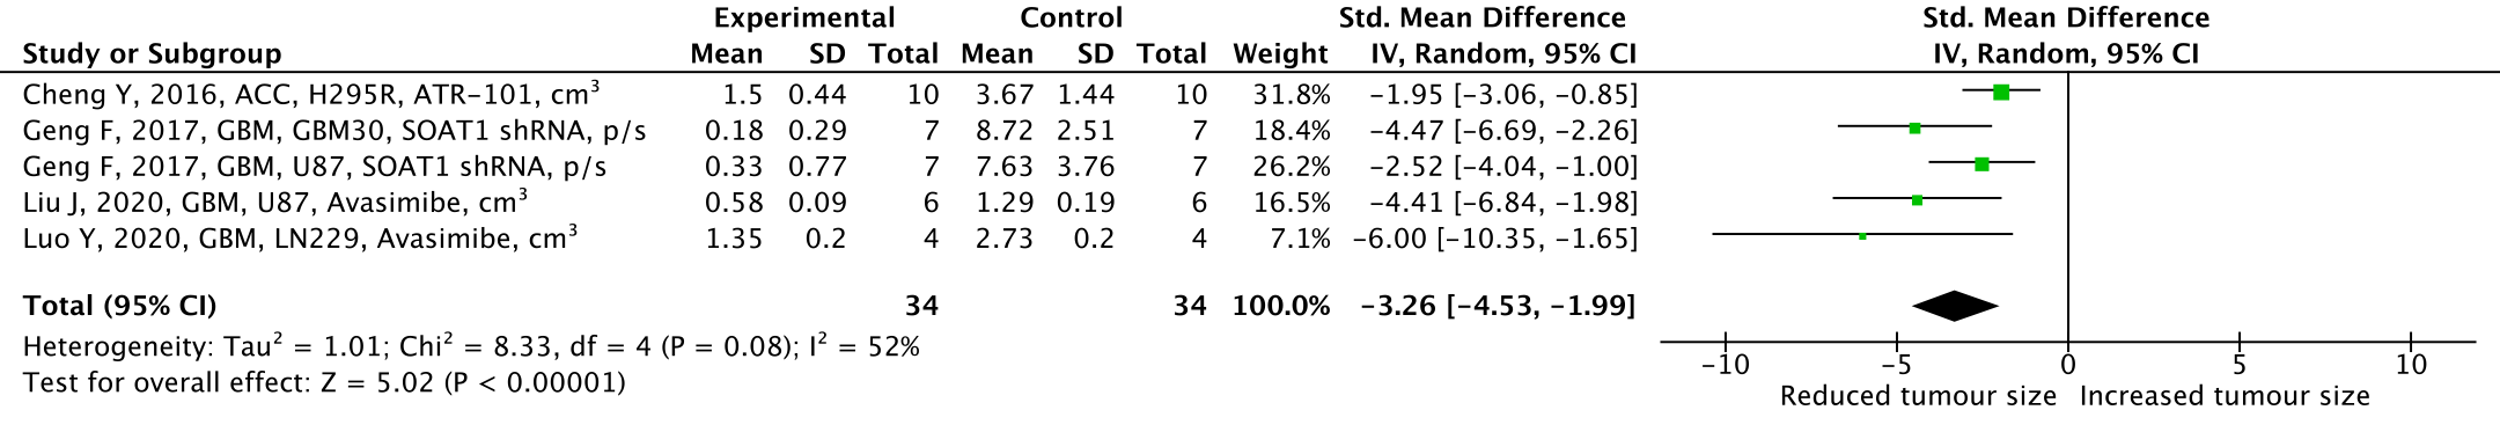 Experimental Control Std. Mean Difference Std. Mean Difference
Study or Subgroup Mean SD Total Mean SD Total Weight IV, Random, 95% CI IV, Random, 95% CI
Cheng Y, 2016, ACC, H295R, ATR-101, cm³ 1.5 0.44 10 3.67 1.44 10 31.8% −1.95 [−3.06, −0.85]
Geng F, 2017, GBM, GBM30, SOAT1 shRNA, p/s 0.18 0.29 7 8.72 2.51 7 18.4% −4.47 [−6.69, −2.26]
Geng F, 2017, GBM, U87, SOAT1 shRNA, p/s 0.33 0.77 7 7.63 3.76 7 26.2% −2.52 [−4.04, −1.00]
Liu J, 2020, GBM, U87, Avasimibe, cm³ 0.58 0.09 6 1.29 0.19 6 16.5% −4.41 [−6.84, −1.98]
Luo Y, 2020, GBM, LN229, Avasimibe, cm³ 1.35 0.2 4 2.73 0.2 4 7.1% −6.00 [−10.35, −1.65]
Total (95% CI) 34 34 100.0% −3.26 [−4.53, −1.99]
Heterogeneity: Tau² = 1.01; Chi² = 8.33, df = 4 (P = 0.08); I² = 52%
Test for overall effect: Z = 5.02 (P < 0.00001)
−10 −5 0 5 10
Reduced tumour size Increased tumour size